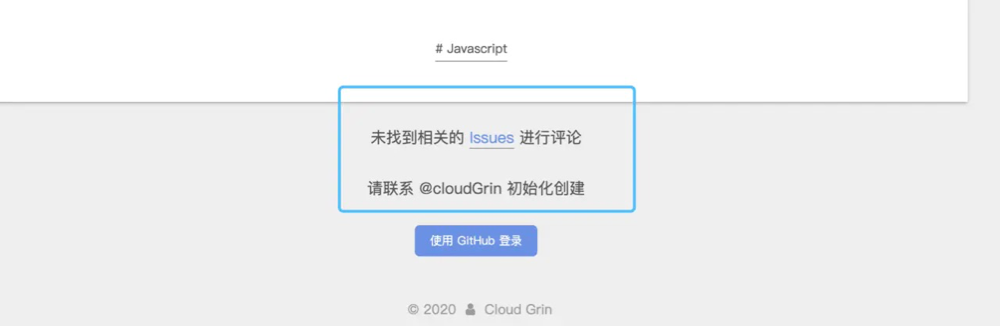 # Javascript
未找到相关的 Issues 进行评论
请联系 @cloudGrin 初始化创建
使用 GitHub 登录
© 2020 Cloud Grin